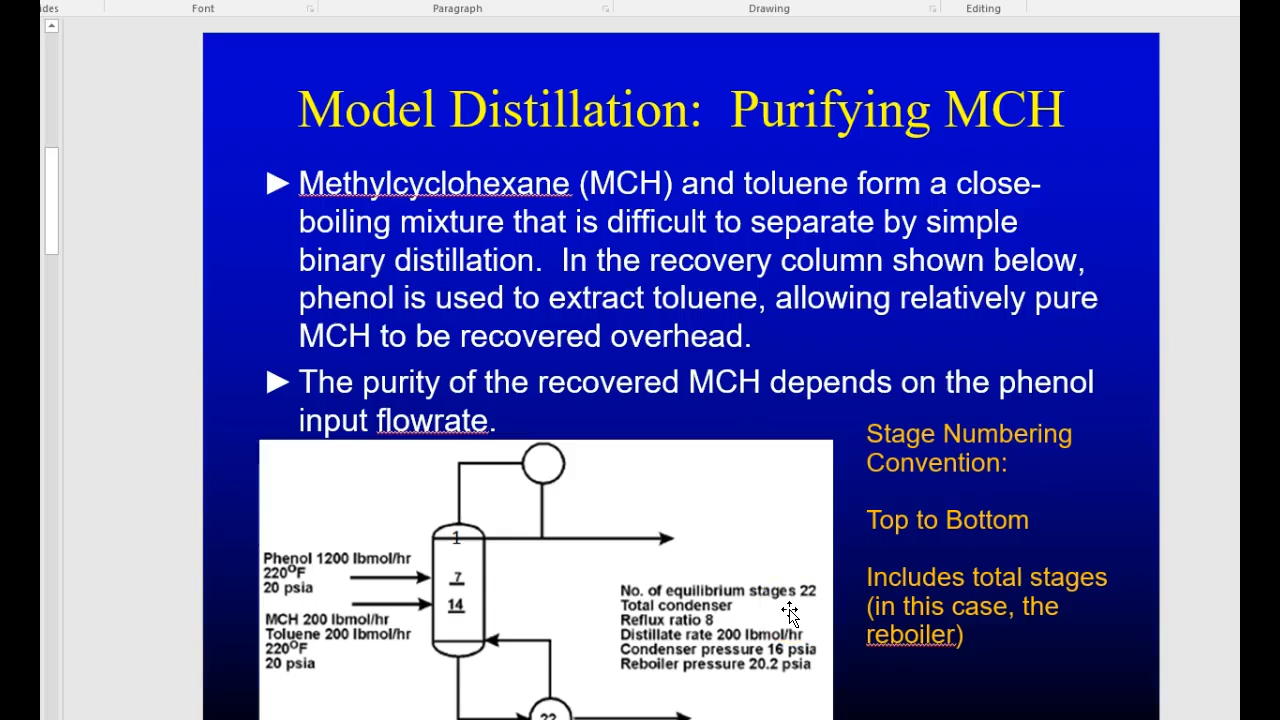 des Font Paragraph Drawing Editing
Model Distillation: Purifying MCH
► Methylcyclohexane (MCH) and toluene form a close-
boiling mixture that is difficult to separate by simple
binary distillation. In the recovery column shown below,
phenol is used to extract toluene, allowing relatively pure
MCH to be recovered overhead.
► The purity of the recovered MCH depends on the phenol
input flowrate.
Stage Numbering
Convention:
Top to Bottom
Includes total stages
(in this case, the
reboiler)
1
Phenol 1200 lbmol/hr
220ᴼF
20 psia
7
14
MCH 200 lbmol/hr
Toluene 200 lbmol/hr
220ᴼF
20 psia
No. of equilibrium stages 22
Total condenser
Reflux ratio 8
Distillate rate 200 lbmol/hr
Condenser pressure 16 psia
Reboiler pressure 20.2 psia
22